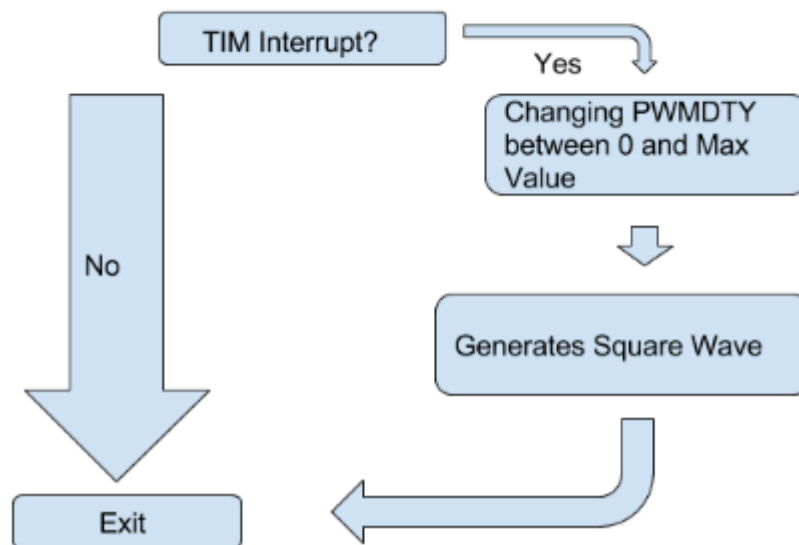 TIM Interrupt?
Yes
Changing PWMDTY
between 0 and Max
Value
No
Generates Square Wave
Exit